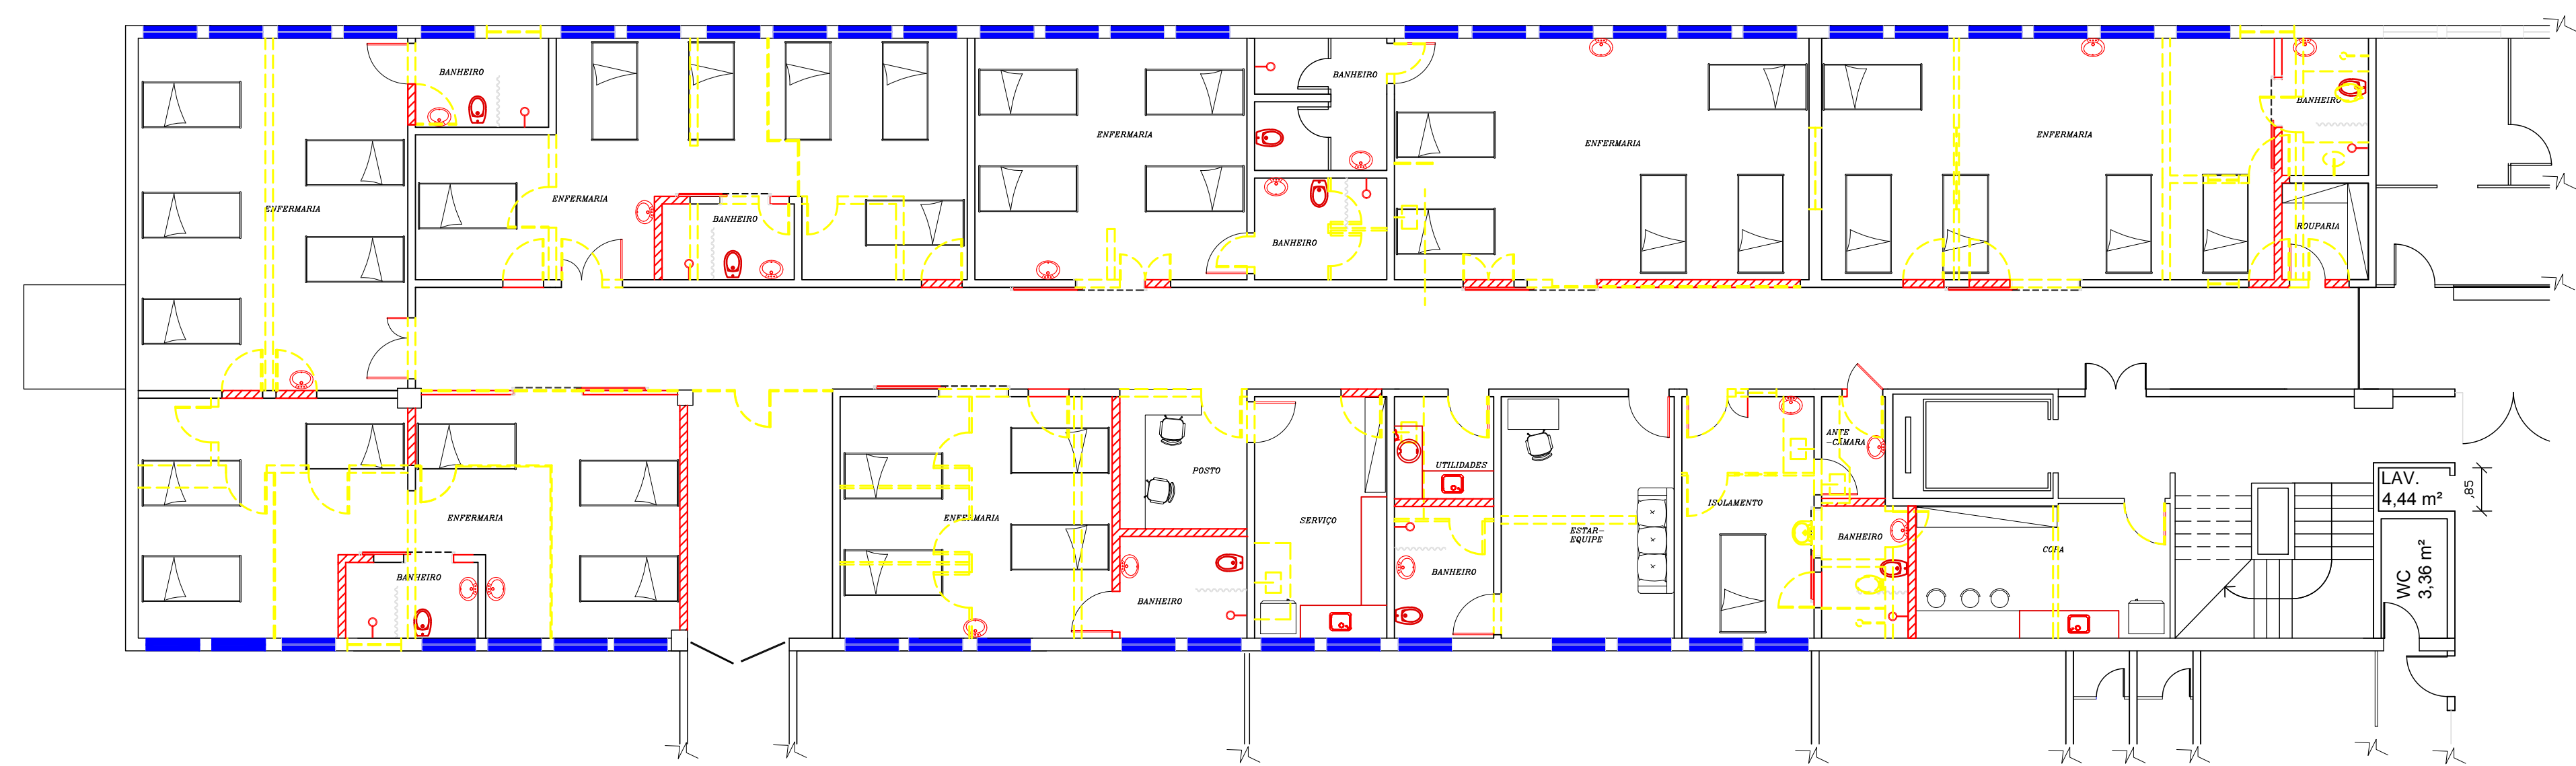 BANHEIRO
BANHEIRO
BANHEIRO
ENFERMARIA
ENFERMARIA
ENFERMARIA
ENFERMARIA
ENFERMARIA
BANHEIRO
BANHEIRO
ROUPARIA
ANTE
-CÂMARA
POSTO
UTILIDADES
LAV.
4,44 m²
,85
ENFERMARIA
ENFERMARIA
SERVIÇO
ISOLAMENTO
ESTAR-
EQUIPE
BANHEIRO
COPA
BANHEIRO
BANHEIRO
BANHEIRO
WC
3,36 m²